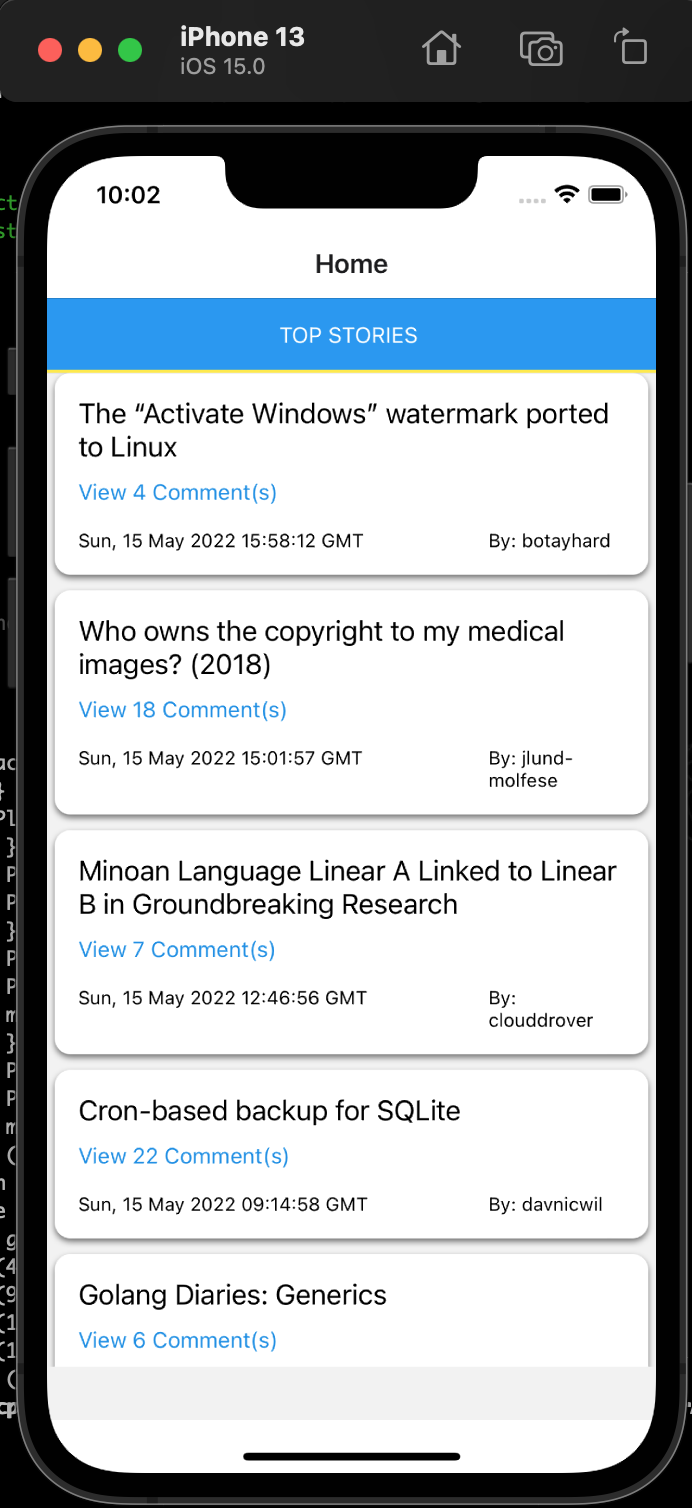 iPhone 13
iOS 15.0
10:02
Home
TOP STORIES
The “Activate Windows” watermark ported
to Linux
View 4 Comment(s)
Sun, 15 May 2022 15:58:12 GMT
By: botayhard
Who owns the copyright to my medical
images? (2018)
View 18 Comment(s)
Sun, 15 May 2022 15:01:57 GMT
By: jlund-
molfese
Minoan Language Linear A Linked to Linear
B in Groundbreaking Research
View 7 Comment(s)
Sun, 15 May 2022 12:46:56 GMT
By:
clouddrover
Cron-based backup for SQLite
View 22 Comment(s)
Sun, 15 May 2022 09:14:58 GMT
By: davnicwil
Golang Diaries: Generics
View 6 Comment(s)